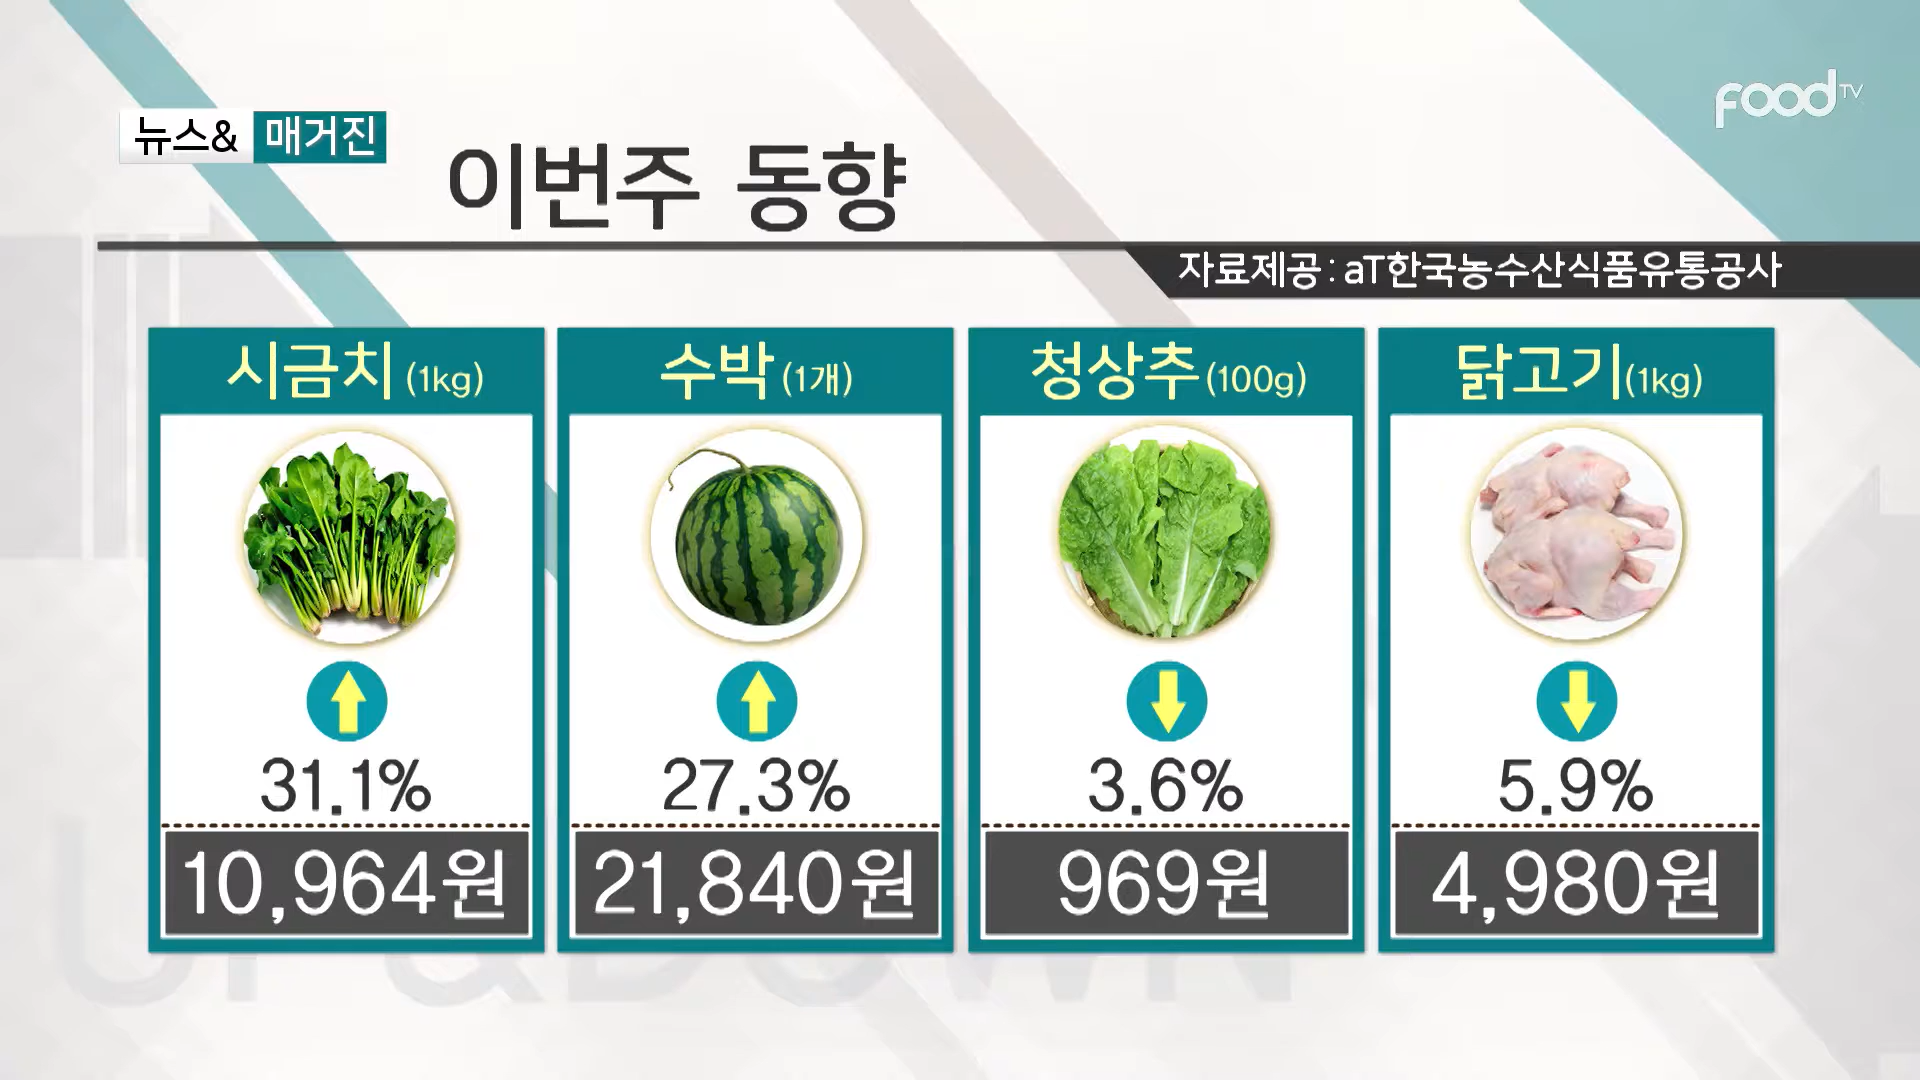 food TV
뉴스& 매거진
이번주 동향
자료제공 : aT한국농수산식품유통공사
시금치 (1kg)
31.1%
10,964원
수박 (1개)
27.3%
21,840원
청상추 (100g)
3.6%
969원
닭고기 (1kg)
5.9%
4,980원
UP &DOWN